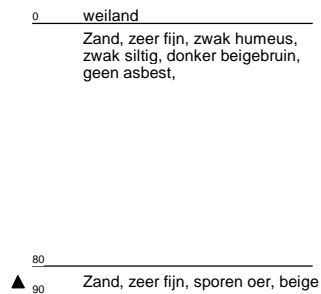 0 weiland
Zand, zeer fijn, zwak humeus,
zwak siltig, donker beigebruin,
geen asbest,
80
90 Zand, zeer fijn, sporen oer, beige